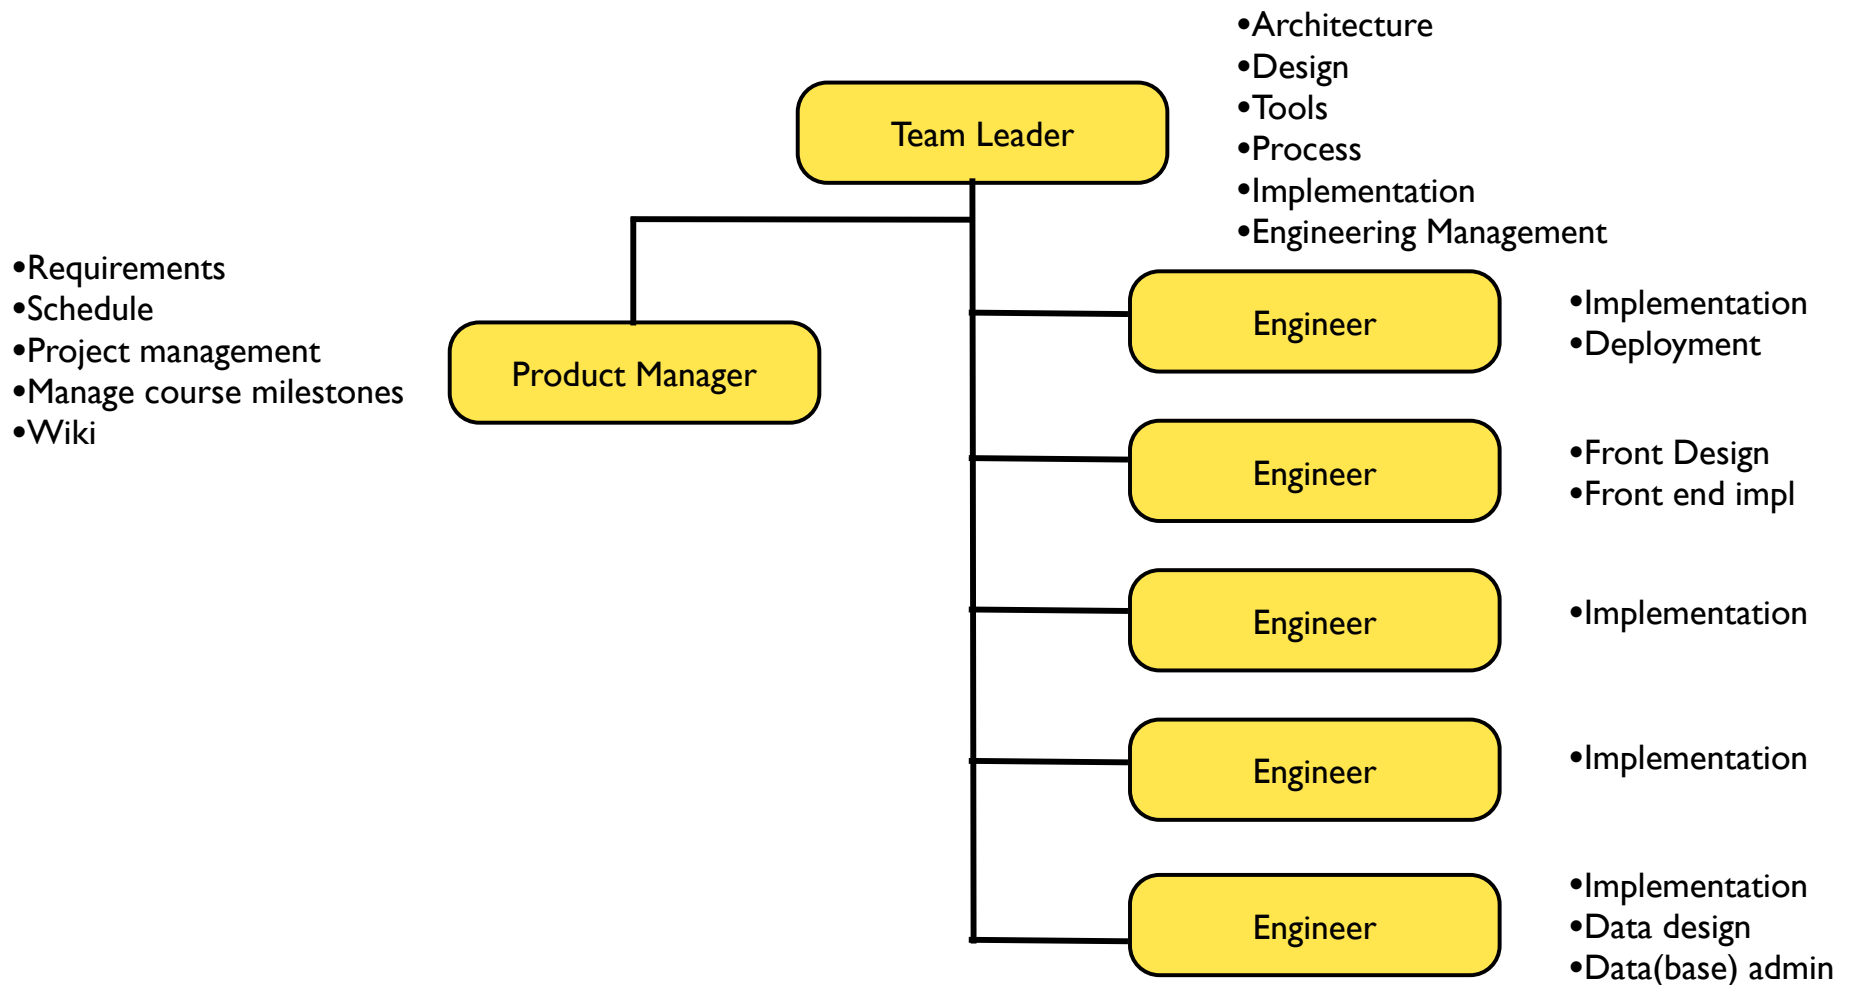 •Architecture
•Design
•Tools
•Process
•Implementation
•Engineering Management
Team Leader
•Requirements
•Schedule
•Project management
•Manage course milestones
•Wiki
Product Manager
Engineer
•Implementation
•Deployment
Engineer
•Front Design
•Front end impl
Engineer
•Implementation
Engineer
•Implementation
Engineer
•Implementation
•Data design
•Data(base) admin